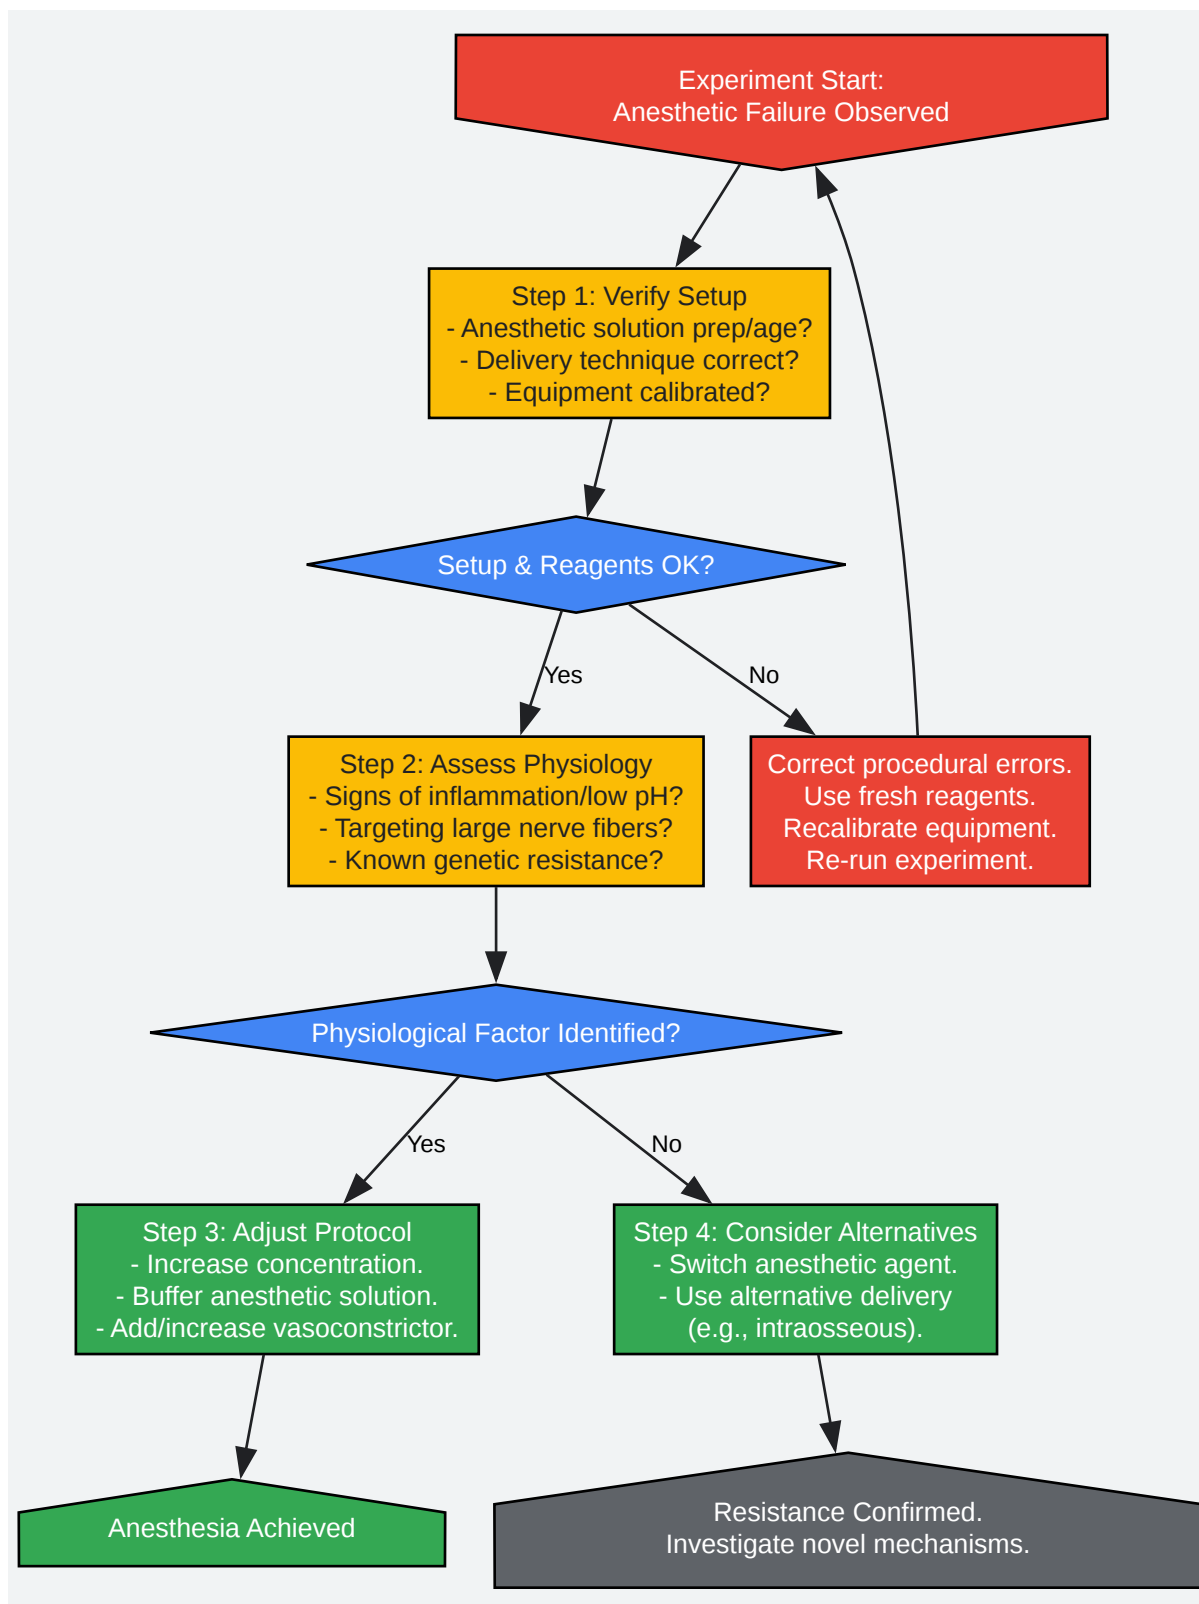 Experiment Start:
Anesthetic Failure Observed
Step 1: Verify Setup
- Anesthetic solution prep/age?
- Delivery technique correct?
- Equipment calibrated?
Setup & Reagents OK?
Yes
No
Step 2: Assess Physiology
- Signs of inflammation/low pH?
- Targeting large nerve fibers?
- Known genetic resistance?
Correct procedural errors.
Use fresh reagents.
Recalibrate equipment.
Re-run experiment.
Physiological Factor Identified?
Yes
No
Step 3: Adjust Protocol
- Increase concentration.
- Buffer anesthetic solution.
- Add/increase vasoconstrictor.
Step 4: Consider Alternatives
- Switch anesthetic agent.
- Use alternative delivery
(e.g., intraosseous).
Anesthesia Achieved
Resistance Confirmed.
Investigate novel mechanisms.